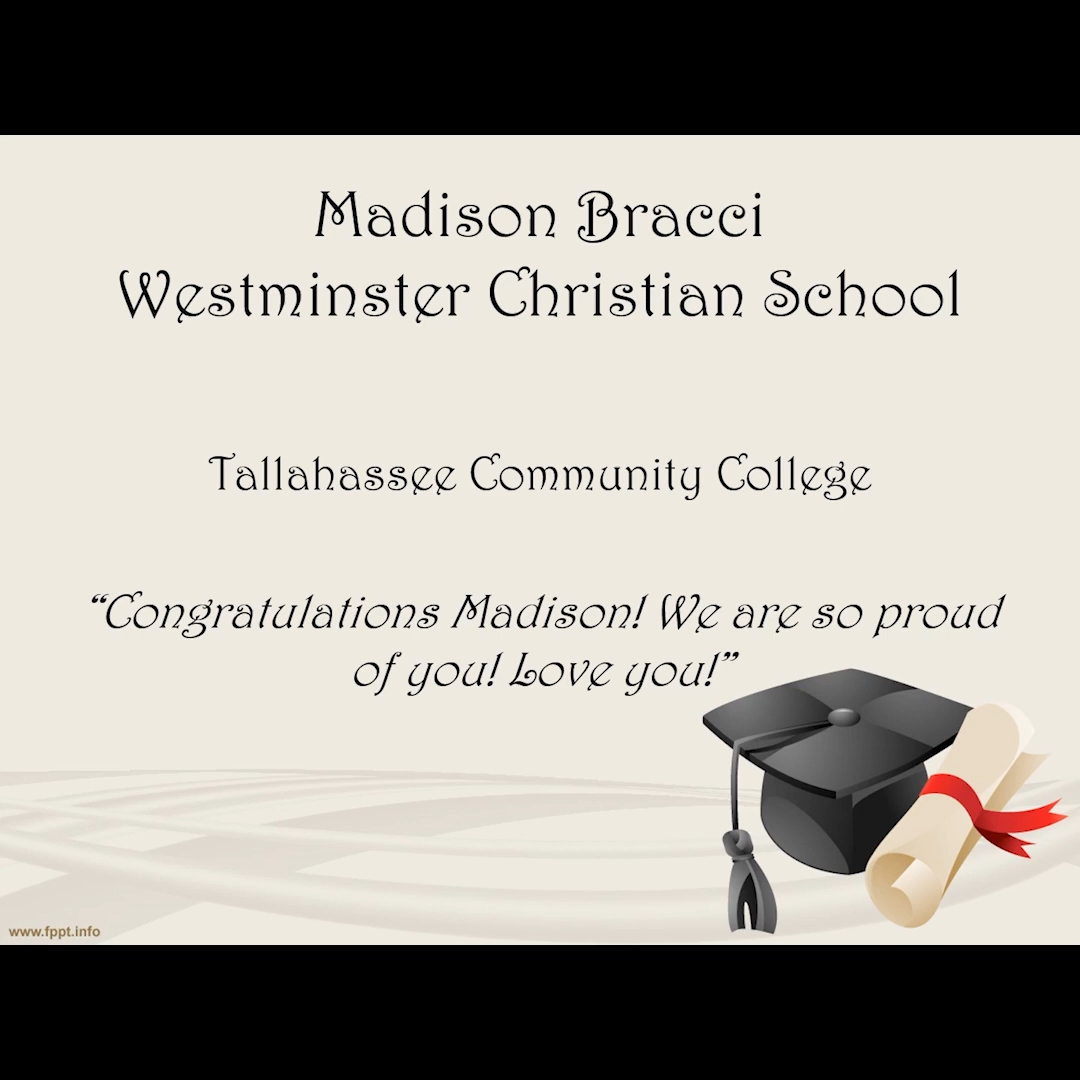 Madison Bracci
Westminster Christian School
Tallahassee Community College
“Congratulations Madison! We are so proud
of you! Love you!”
www.fppt.info